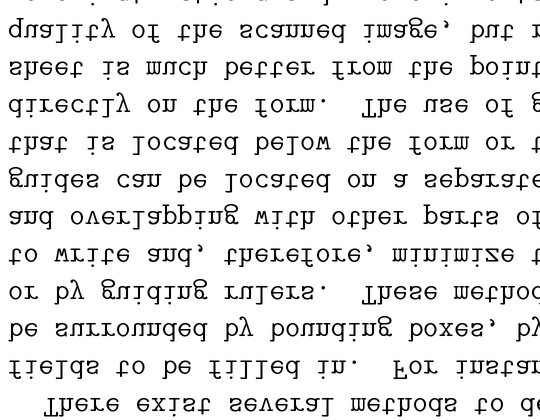 There exist several methods to de
fields to be filled in. For instan
be surrounded by bounding boxes, by
or by guiding rulers. These method
to write and, therefore, minimize t
and overlapping with other parts of
guides can be located on a separate
that is located below the form or t
directly on the form. The use of g
sheet is much better from the point
quality of the scanned image, but r